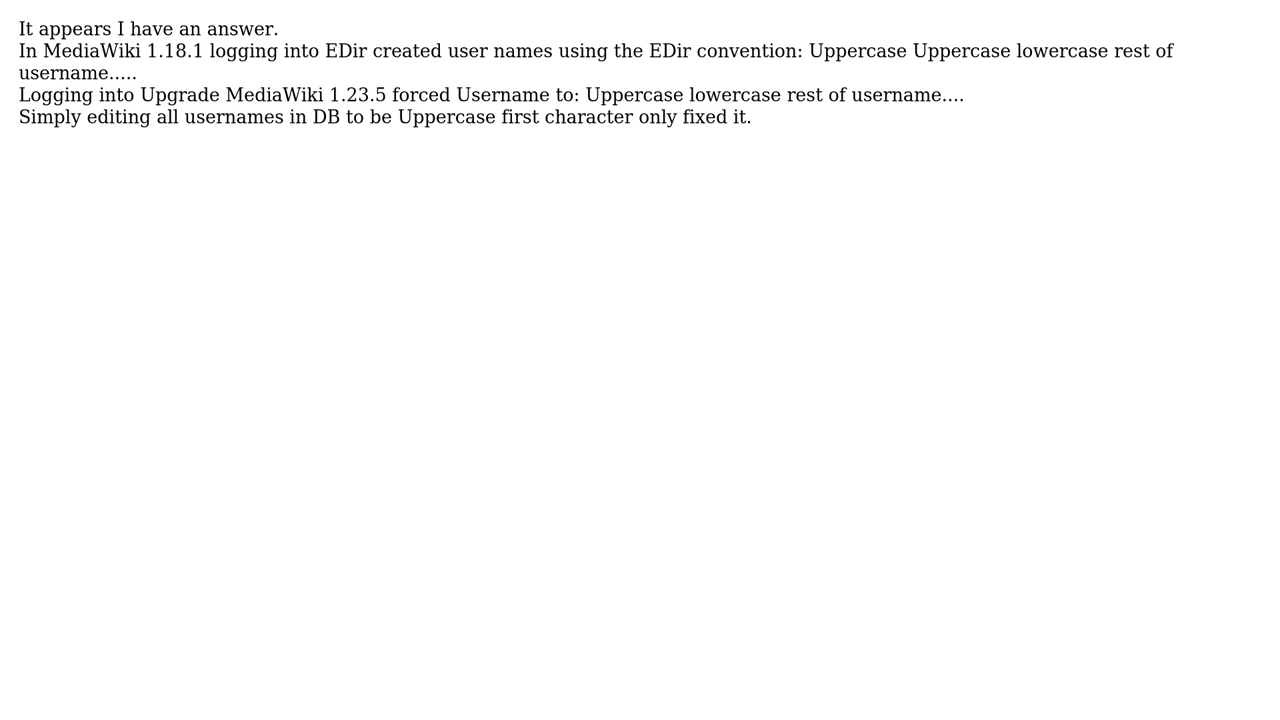 It appears I have an answer.
In MediaWiki 1.18.1 logging into EDir created user names using the EDir convention: Uppercase Uppercase lowercase rest of
username.....
Logging into Upgrade MediaWiki 1.23.5 forced Username to: Uppercase lowercase rest of username....
Simply editing all usernames in DB to be Uppercase first character only fixed it.